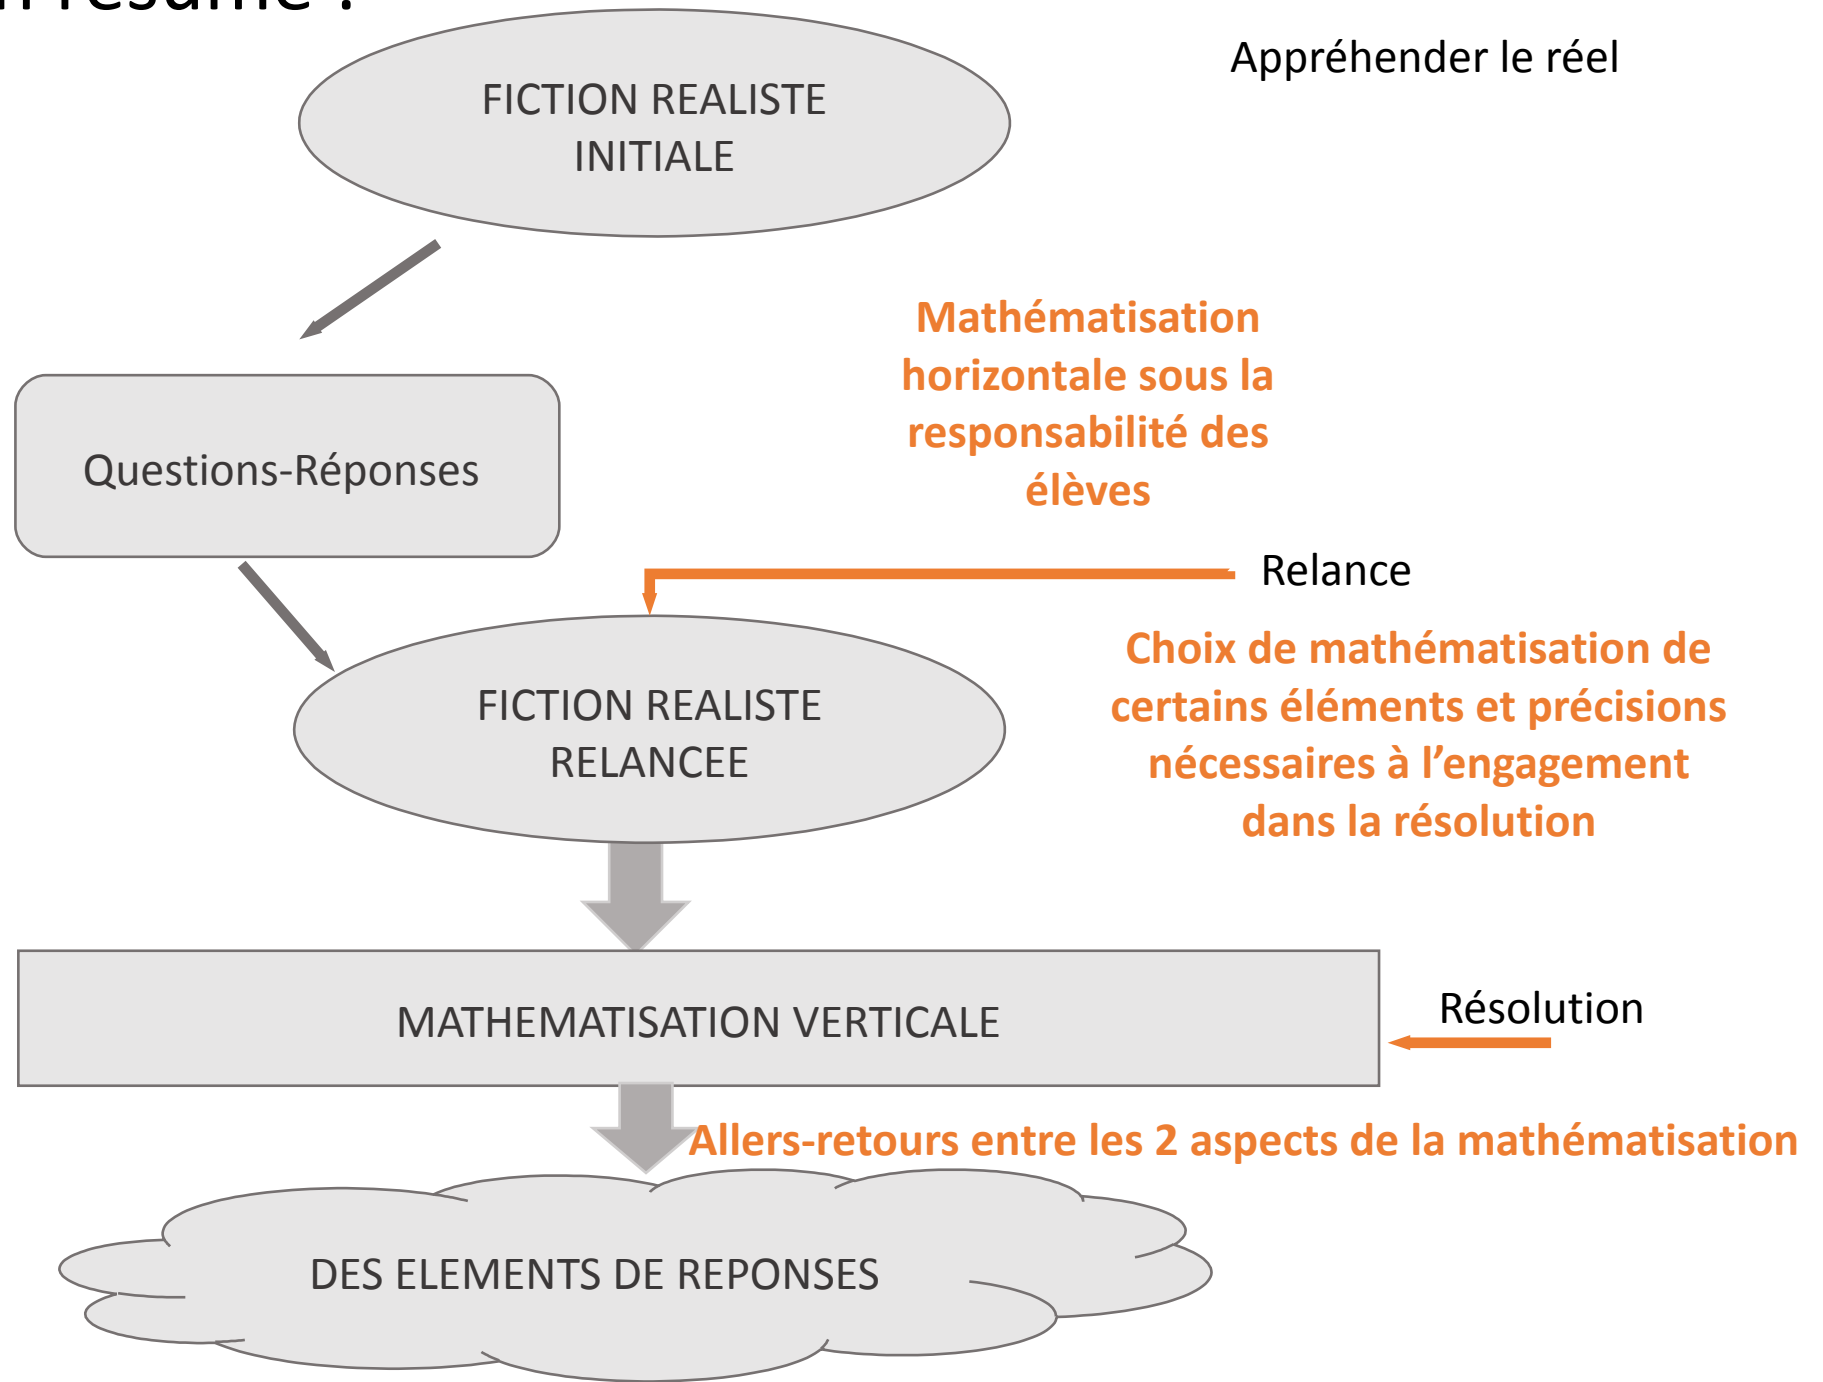 résumé :
FICTION REALISTE
INITIALE
Appréhender le réel
Mathématisation
horizontale sous la
responsabilité des
élèves
Questions-Réponses
Relance
FICTION REALISTE
RELANCEE
Choix de mathématisation de
certains éléments et précisions
nécessaires à l’engagement
dans la résolution
MATHEMATISATION VERTICALE
Résolution
Allers-retours entre les 2 aspects de la mathématisation
DES ELEMENTS DE REPONSES